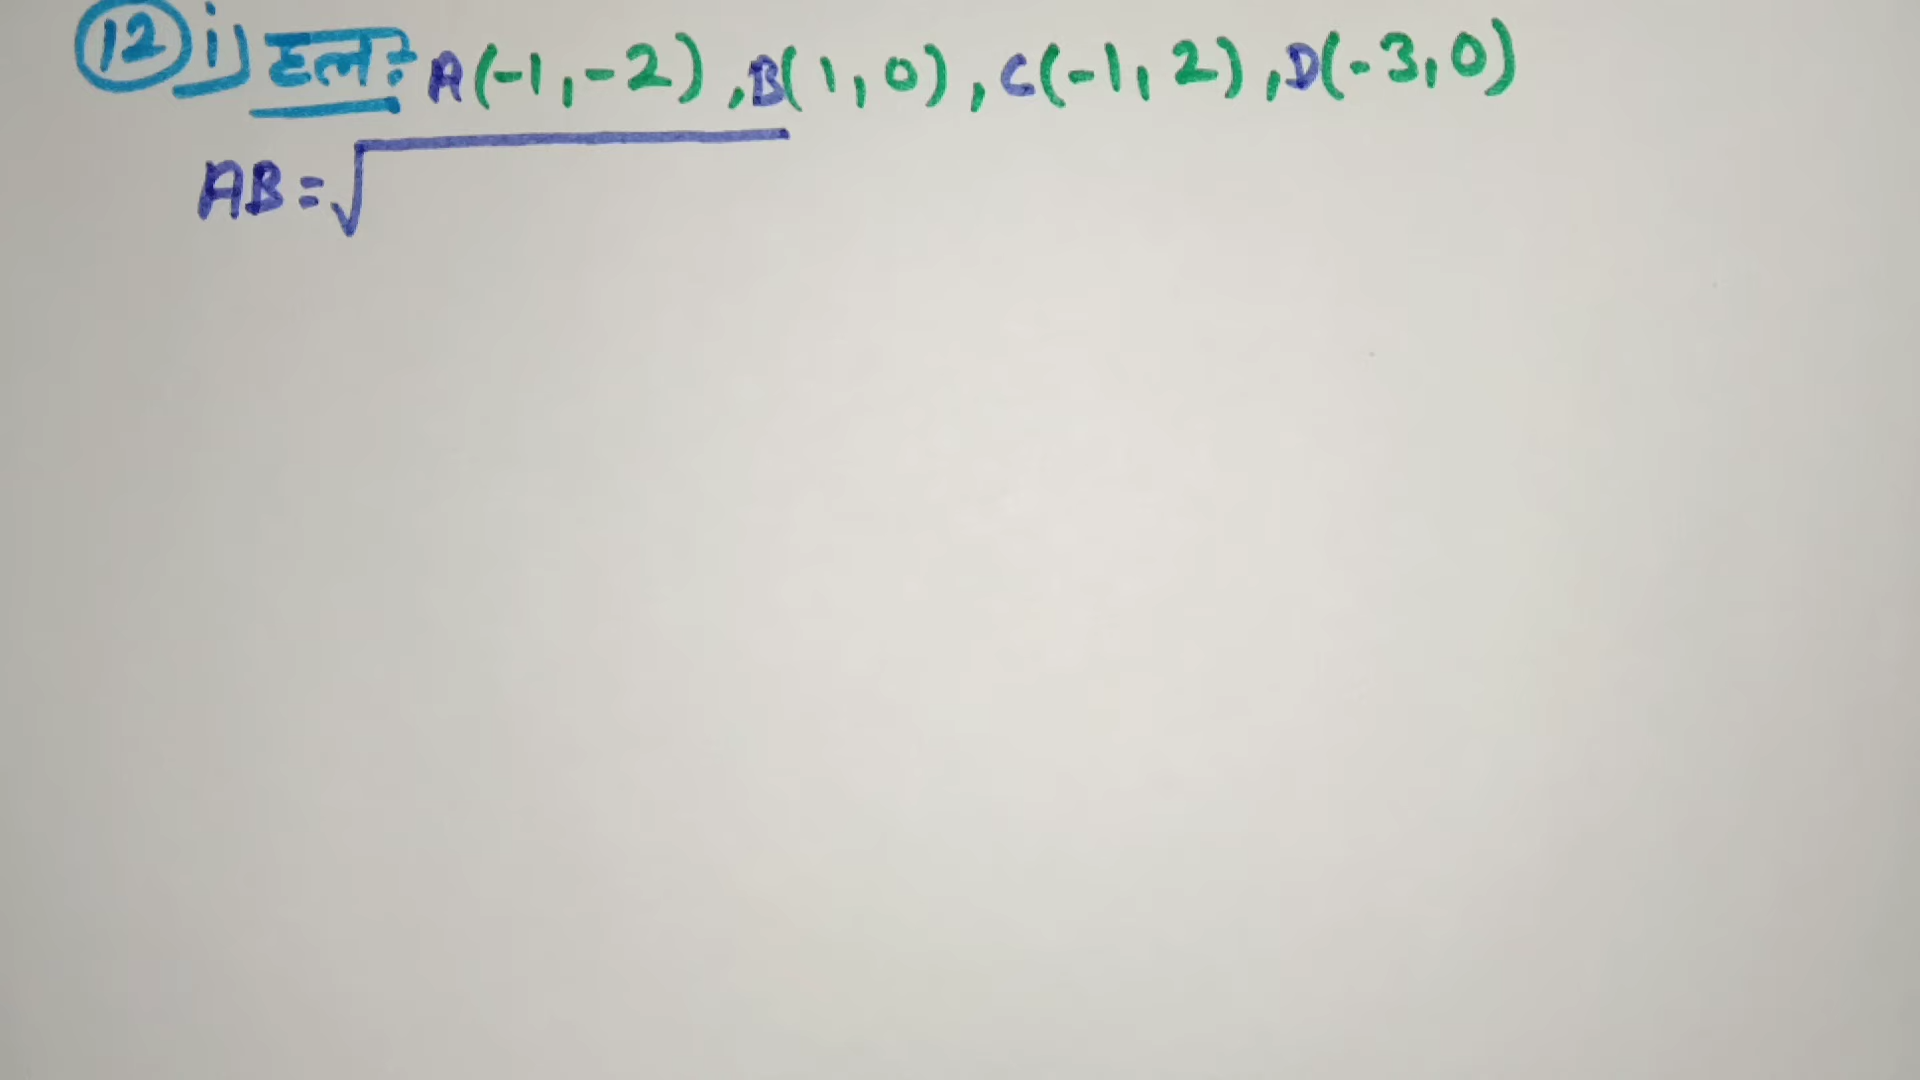 12 i) हल: A(-1,-2), B(1,0), C(-1,2), D(-3,0)
AB=√